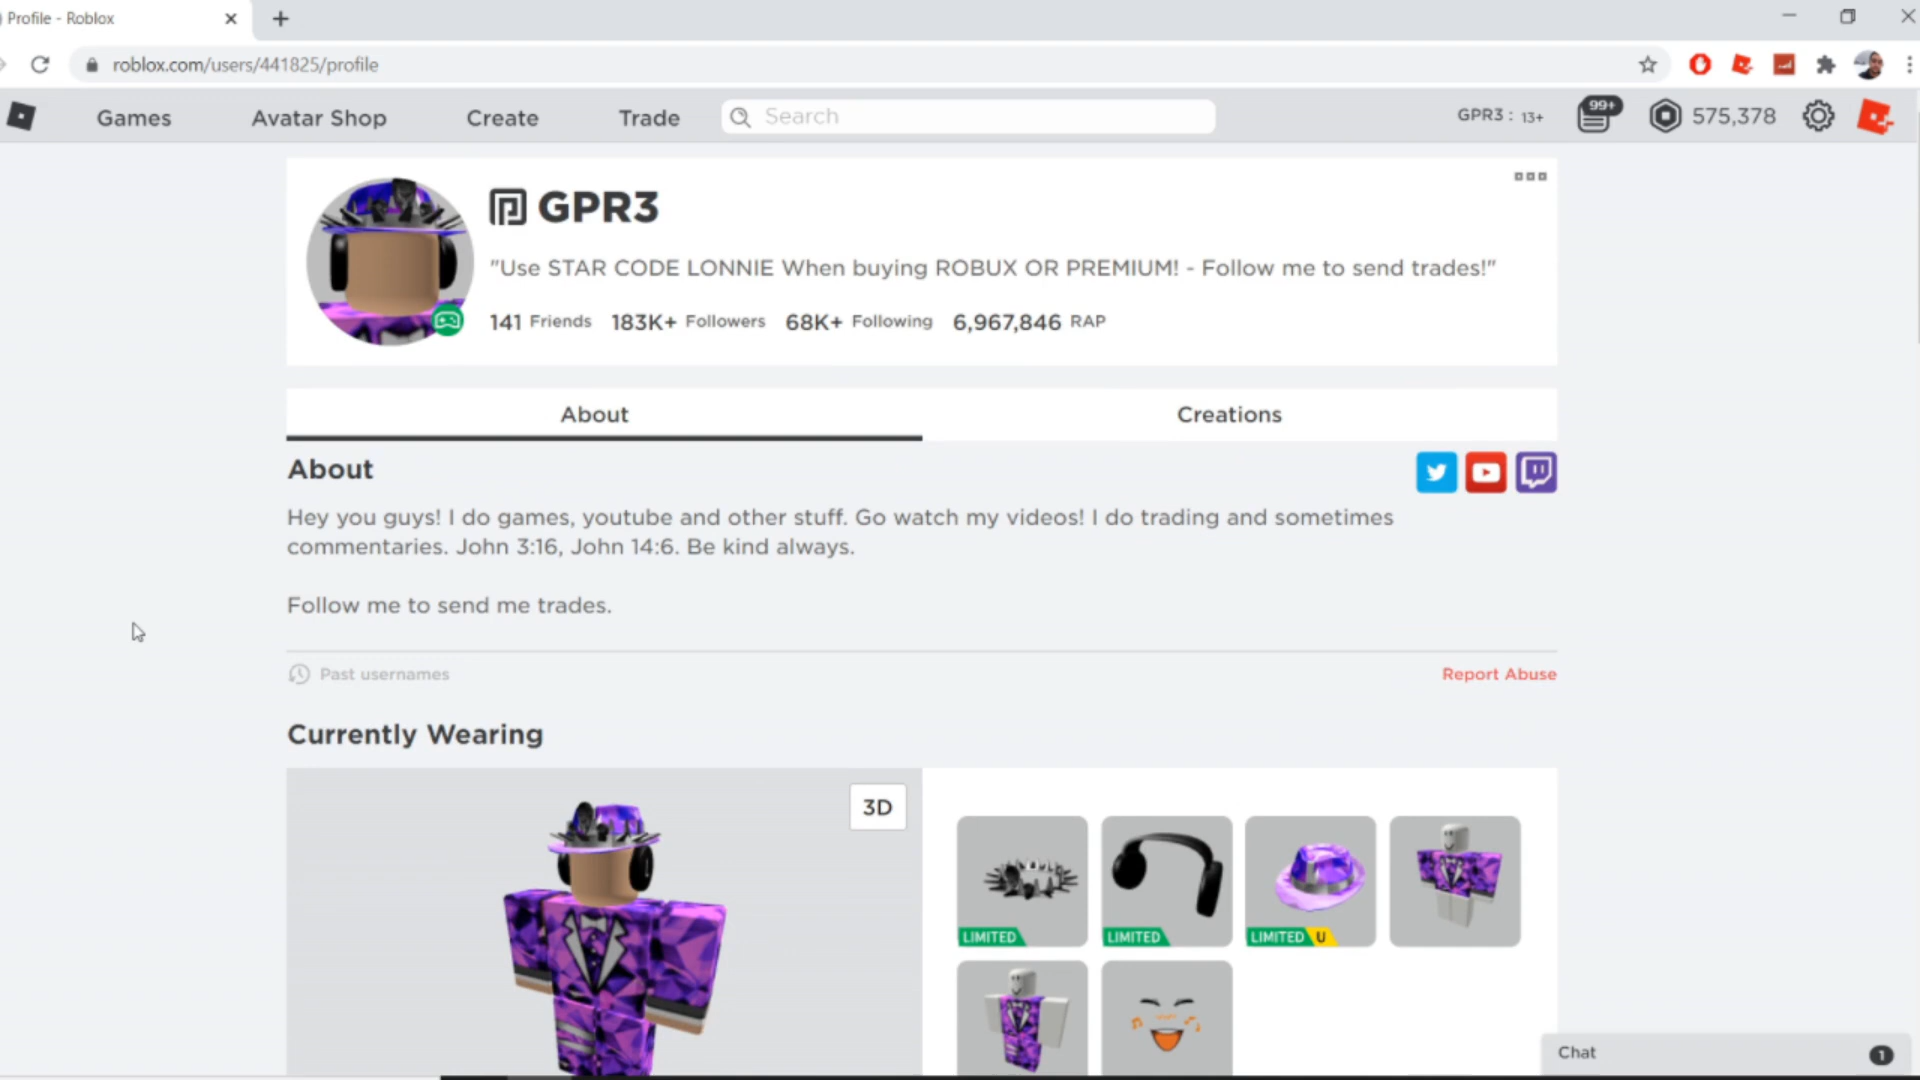 Profile - Roblox
roblox.com/users/441825/profile
Games
Avatar Shop
Create
Trade
Search
GPR3 : 13+
99+
575,378
GPR3
"Use STAR CODE LONNIE When buying ROBUX OR PREMIUM! - Follow me to send trades!"
141 Friends 183K+ Followers 68K+ Following 6,967,846 RAP
About
Creations
About
Hey you guys! I do games, youtube and other stuff. Go watch my videos! I do trading and sometimes
commentaries. John 3:16, John 14:6. Be kind always.
Follow me to send me trades.
Past usernames
Report Abuse
Currently Wearing
3D
LIMITED
LIMITED
LIMITED U
Chat
1